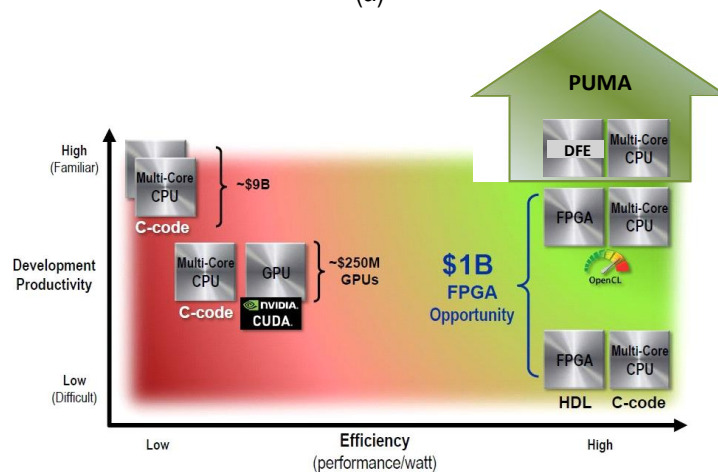 (a)
PUMA
DFE
Multi-Core
CPU
High
(Familiar)
Multi-Core
CPU
C-code
~$9B
FPGA
Multi-Core
CPU
OpenCL
Development
Productivity
Multi-Core
CPU
C-code
GPU
NVIDIA.
CUDA.
~$250M
GPUs
$1B
FPGA
Opportunity
Low
(Difficult)
FPGA
Multi-Core
CPU
HDL
C-code
Low
Efficiency
(performance/watt)
High